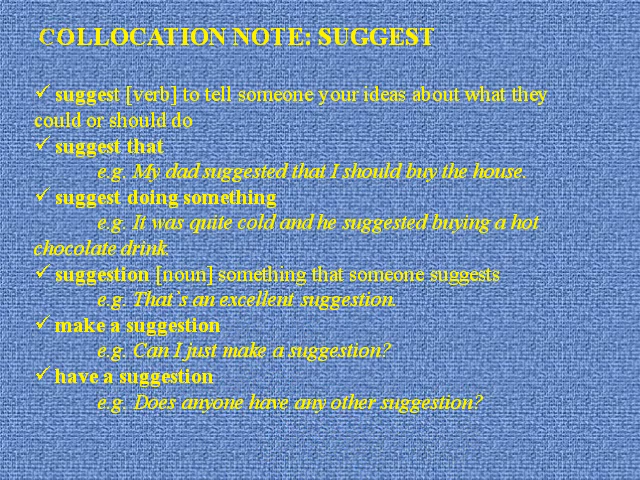 COLLOCATION NOTE: SUGGEST
✓ suggest [verb] to tell someone your ideas about what they
could or should do
✓ suggest that
e.g. My dad suggested that I should buy the house.
✓ suggest doing something
e.g. It was quite cold and he suggested buying a hot
chocolate drink.
✓ suggestion [noun] something that someone suggests
e.g. That’s an excellent suggestion.
✓ make a suggestion
e.g. Can I just make a suggestion?
✓ have a suggestion
e.g. Does anyone have any other suggestion?